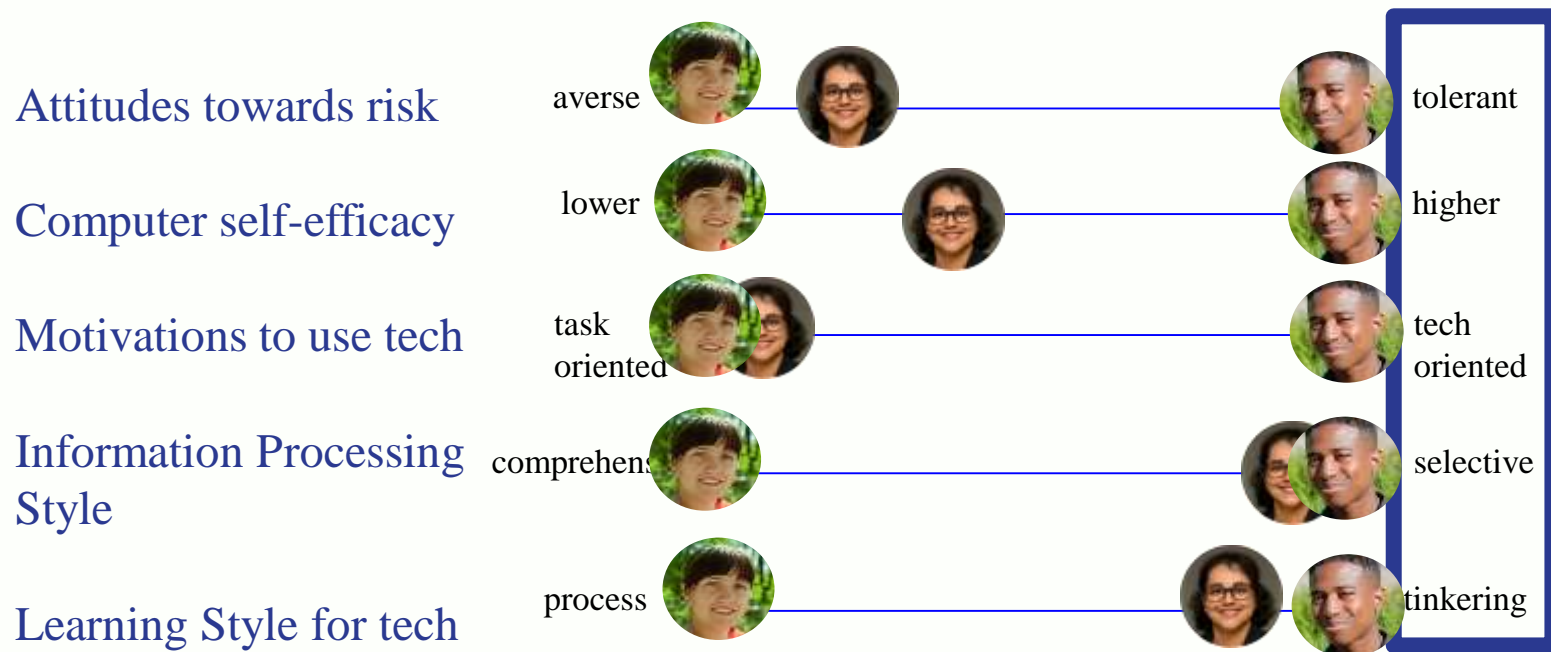 Attitudes towards risk
averse
tolerant
Computer self-efficacy
lower
higher
Motivations to use tech
task
oriented
tech
oriented
Information Processing
Style
comprehens
selective
Learning Style for tech
process
tinkering